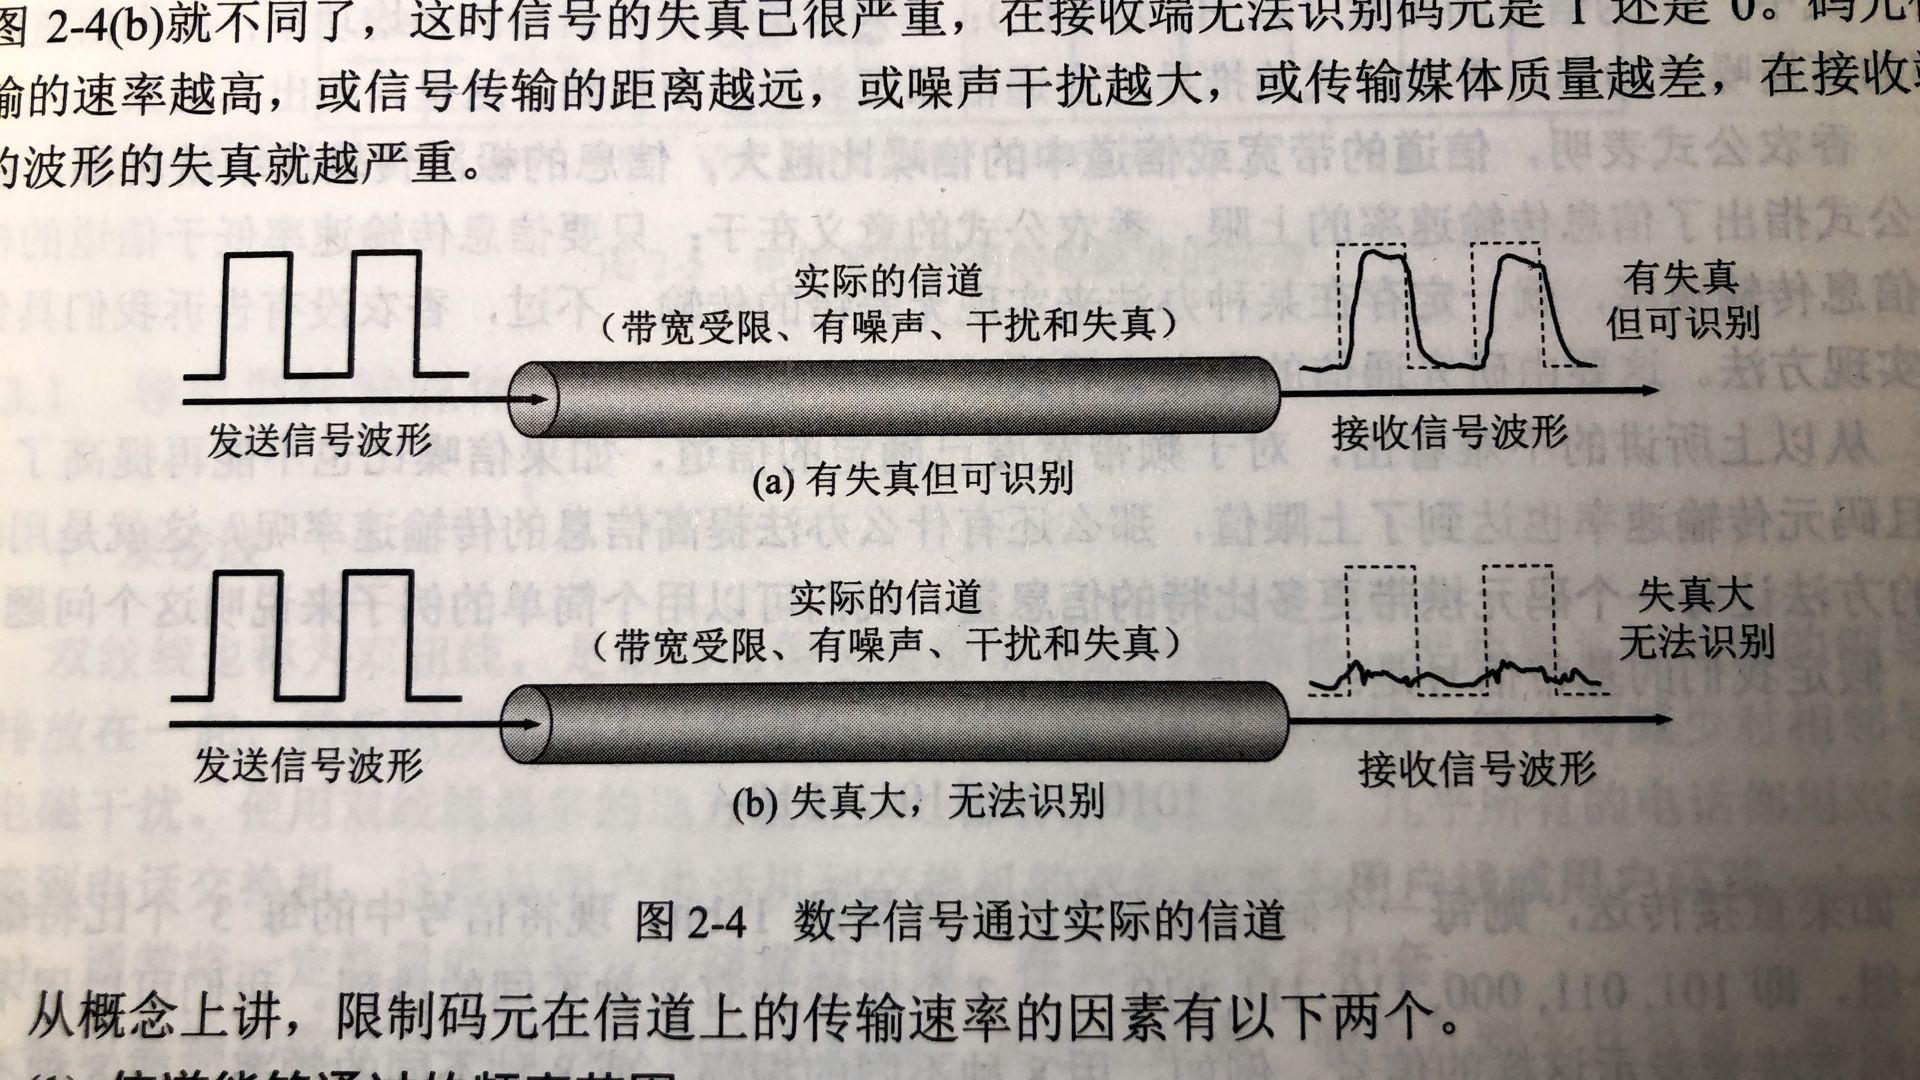 图 2-4(b)就不同了，这时信号的失真已很严重，在接收端无法识别码元是 1 还是 0。码元
的速率越高，或信号传输的距离越远，或噪声干扰越大，或传输媒体质量越差，在接收
的波形的失真就越严重。
实际的信道
（带宽受限、有噪声、干扰和失真）
有失真
但可识别
发送信号波形
接收信号波形
(a) 有失真但可识别
实际的信道
（带宽受限、有噪声、干扰和失真）
失真大
无法识别
发送信号波形
接收信号波形
(b) 失真大，无法识别
图 2-4 数字信号通过实际的信道
从概念上讲，限制码元在信道上的传输速率的因素有以下两个。